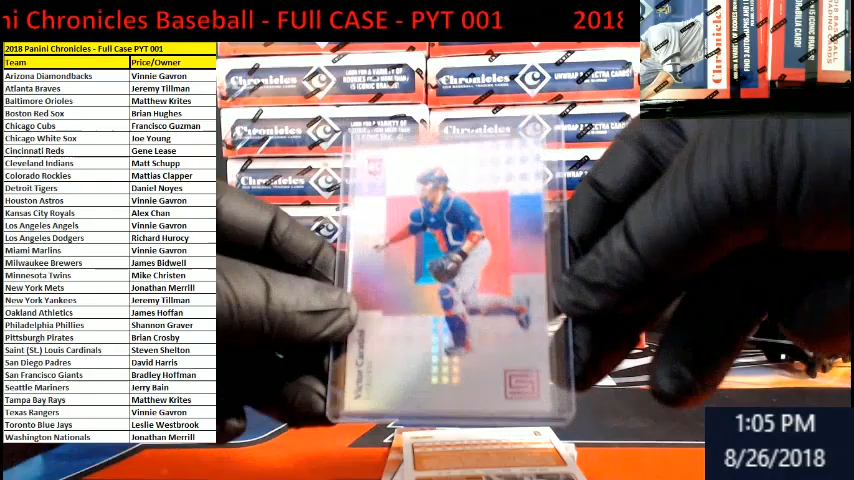 ni Chronicles Baseball - FUll CASE - PYT 001 2018
2018 Panini Chronicles - Full Case PYT 001
Team Price/Owner
Arizona Diamondbacks Vinnie Gavron
Atlanta Braves Jeremy Tillman
Baltimore Orioles Matthew Krites
Boston Red Sox Brian Hughes
Chicago Cubs Francisco Guzman
Chicago White Sox Joe Young
Cincinnati Reds Gene Lease
Cleveland Indians Matt Schupp
Colorado Rockies Mattias Clapper
Detroit Tigers Daniel Noyes
Houston Astros Vinnie Gavron
Kansas City Royals Alex Chan
Los Angeles Angels Vinnie Gavron
Los Angeles Dodgers Richard Hurocy
Miami Marlins Vinnie Gavron
Milwaukee Brewers James Bidwell
Minnesota Twins Mike Christen
New York Mets Jonathan Merrill
New York Yankees Jeremy Tillman
Oakland Athletics James Hoffan
Philadelphia Phillies Shannon Graver
Pittsburgh Pirates Brian Crosby
Saint (St.) Louis Cardinals Steven Shelton
San Diego Padres David Harris
San Francisco Giants Bradley Hoffman
Seattle Mariners Jerry Bain
Tampa Bay Rays Matthew Krites
Texas Rangers Vinnie Gavron
Toronto Blue Jays Leslie Westbrook
Washington Nationals Jonathan Merrill
Chronicles
Chronicles
Chronicles
Chronicles
Chronicles
Victor Caratini
1:05 PM
8/26/2018